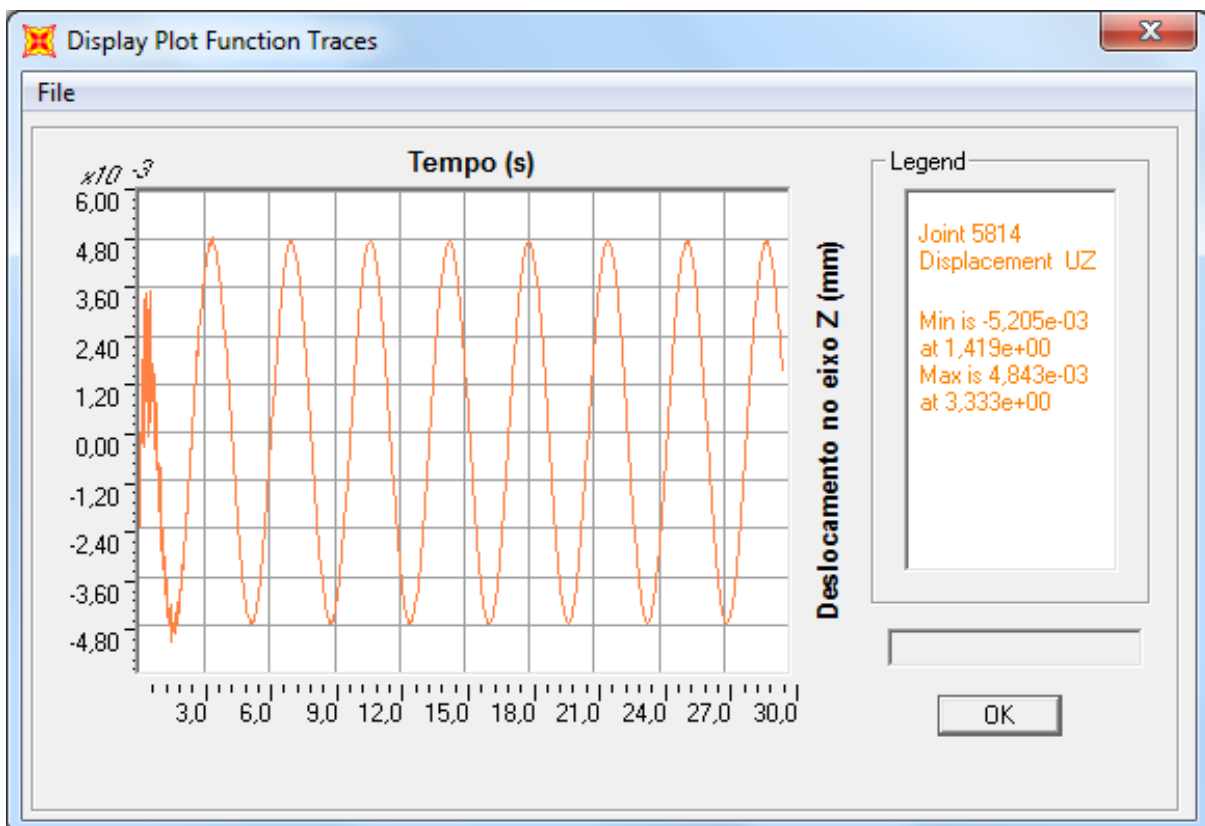 Display Plot Function Traces
File
x10 -3
Tempo (s)
6,00
4,80
3,60
2,40
1,20
0,00
-1,20
-2,40
-3,60
-4,80
3,0 6,0 9,0 12,0 15,0 18,0 21,0 24,0 27,0 30,0
Deslocamento no eixo Z (mm)
Legend
Joint 5814
Displacement UZ
Min is -5,205e-03
at 1,419e+00
Max is 4,843e-03
at 3,333e+00
OK